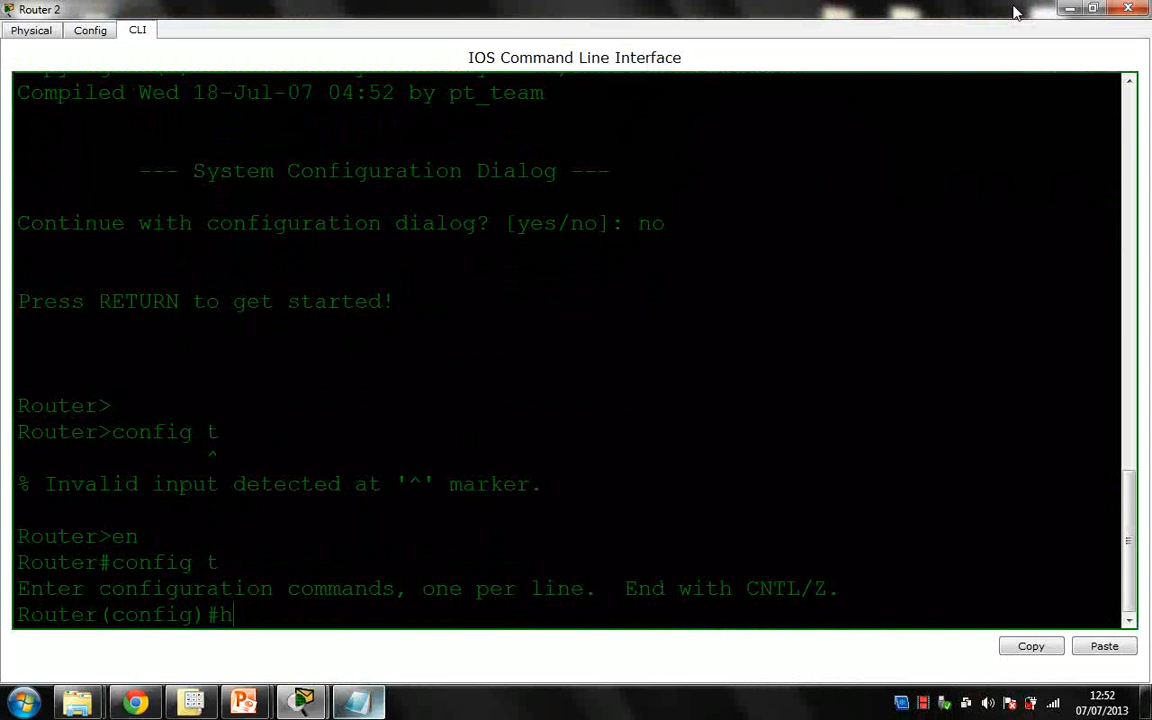 Router 2
Physical Config CLI
IOS Command Line Interface
Compiled Wed 18-Jul-07 04:52 by pt_team
--- System Configuration Dialog ---
Continue with configuration dialog? [yes/no]: no
Press RETURN to get started!
Router>
Router>config t
^
% Invalid input detected at '^' marker.
Router>en
Router#config t
Enter configuration commands, one per line.  End with CNTL/Z.
Router(config)#h
Copy Paste
12:52
07/07/2013